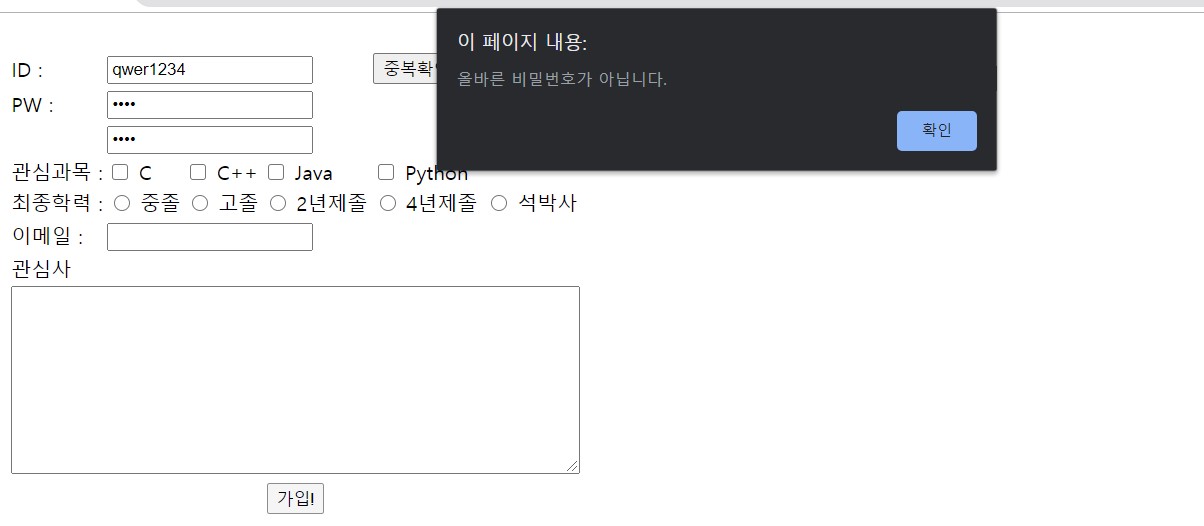 이 페이지 내용:
올바른 비밀번호가 아닙니다.
확인
ID : qwer1234 중복확인
PW : ••••
••••
관심과목 : C C++ Java Python
최종학력 : 중졸 고졸 2년제졸 4년제졸 석박사
이메일 :
관심사
가입!